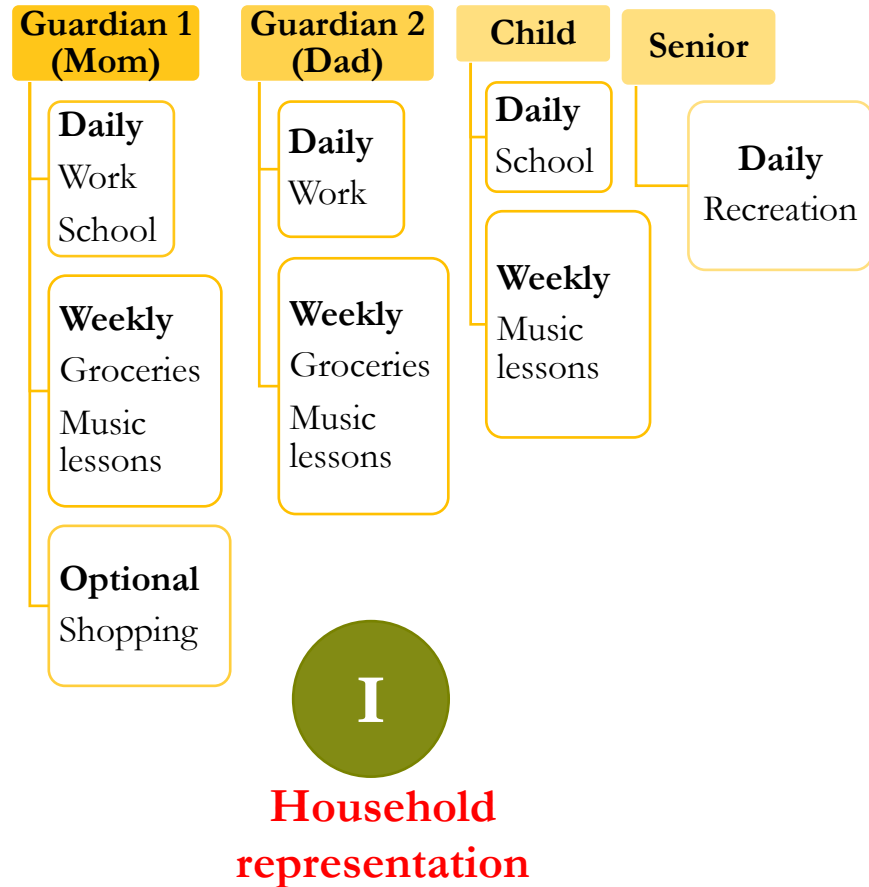 Guardian 1
(Mom)
Daily
Work
School
Weekly
Groceries
Music
lessons
Optional
Shopping
Guardian 2
(Dad)
Daily
Work
Weekly
Groceries
Music
lessons
Child
Daily
School
Weekly
Music
lessons
Senior
Daily
Recreation
I
Household
representation